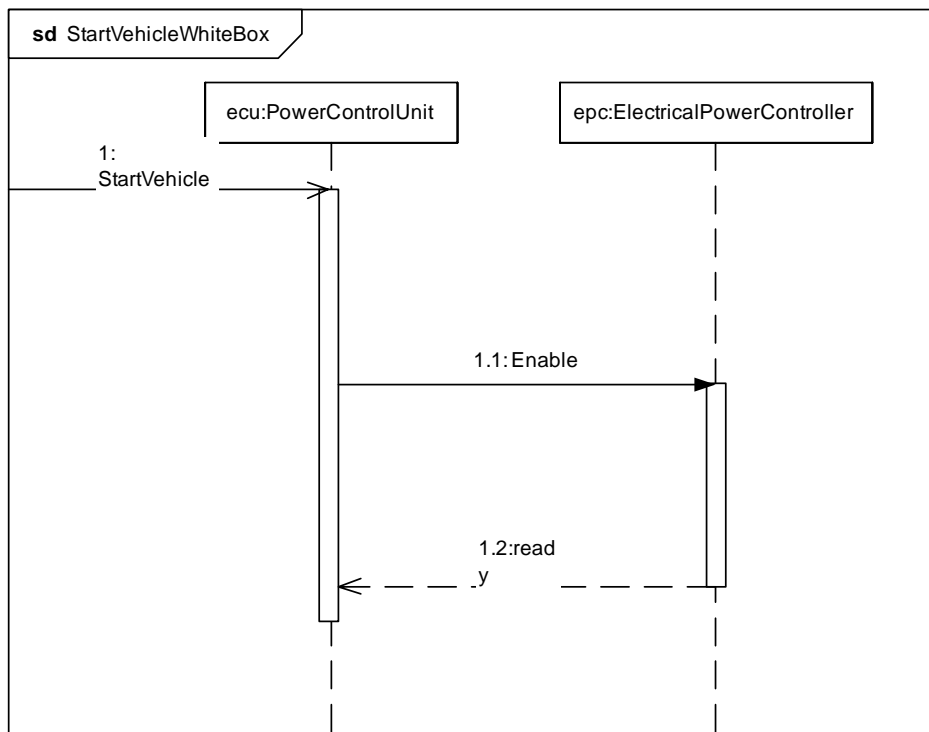 sd StartVehicleWhiteBox
ecu:PowerControlUnit
epc:ElectricalPowerController
1:
StartVehicle
1.1:Enable
1.2:read
y